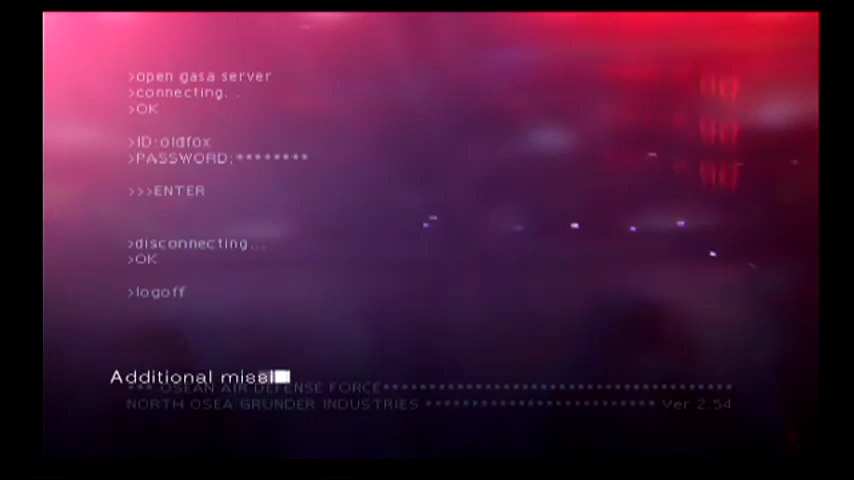 >open gasa server
>connecting...
>OK
>ID:oldfox
>PASSWORD;********
>>>ENTER
>disconnecting...
>OK
>logoff
Additional missi
*** OSEAN AIR DEFENSE FORCE***************************************
NORTH OSEA GRUNDER INDUSTRIES ************************** Ver 2.54